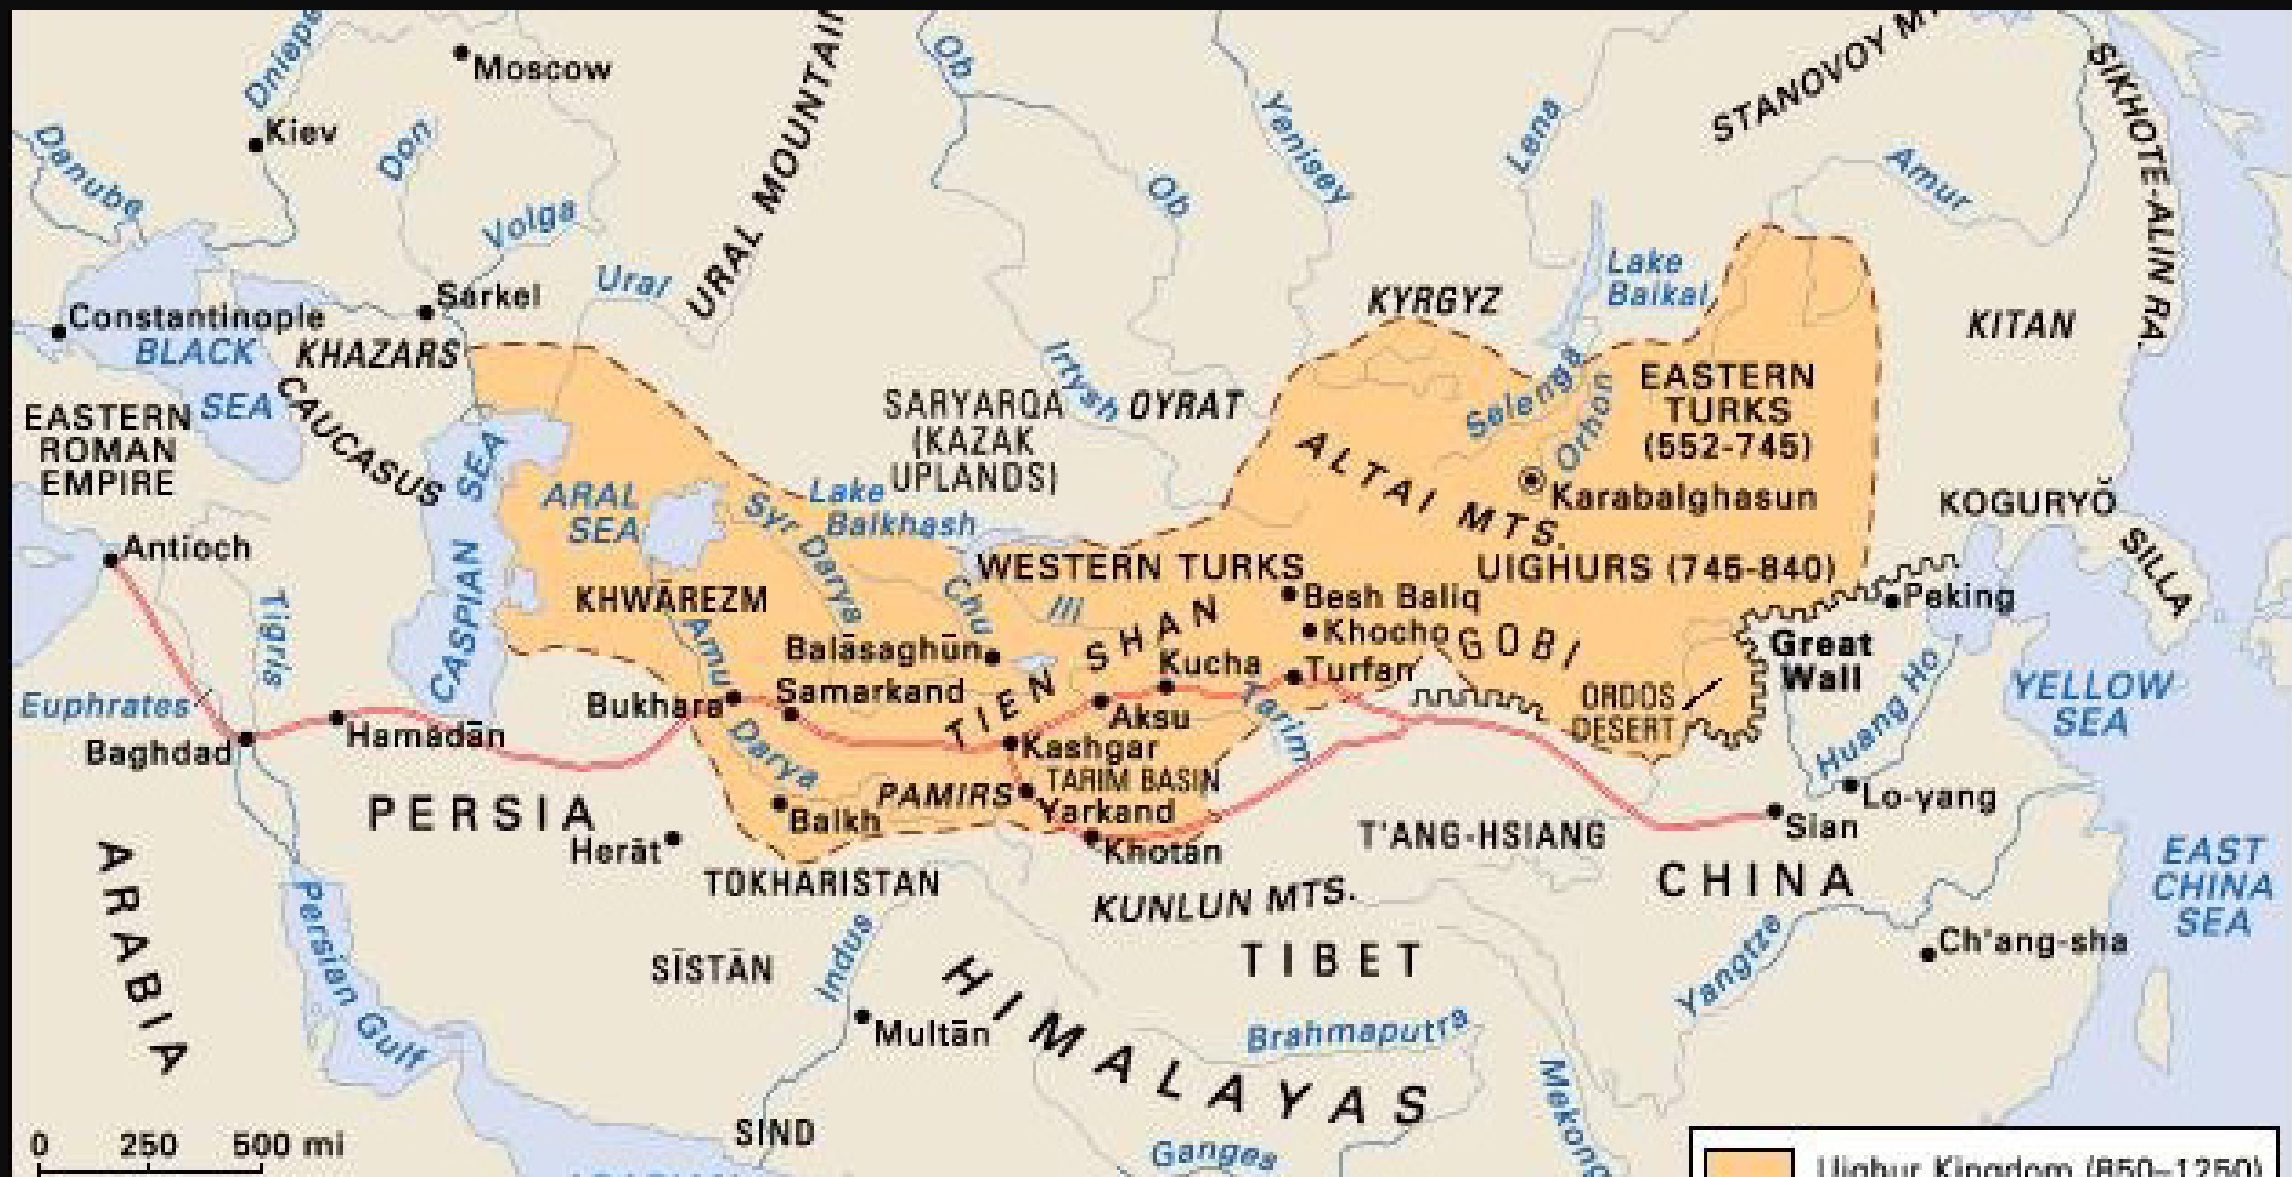 Moscow
Dniepe
Kiev
Don
Danube
Volga
Ural
URAL MOUNTAI
Ob
Ob
Yenisey
Lena
STANOVOY M
Amur
SIKHOTE-ALIN RA.
Sarkel
Constantinople
BLACK
SEA
KHAZARS
CAUCASUS
EASTERN
ROMAN
EMPIRE
KYRGYZ
Lake
Baikal
KITAN
Irtysh
OYRAT
SARYARQA
(KAZAK
UPLANDS)
Selenga
Orhon
EASTERN
TURKS
(552-745)
ALTAI MTS.
Karabalghasun
KOGURYŎ
SILLA
CASPIAN SEA
ARAL
SEA
Syr Darya
Lake
Balkhash
Antioch
Tigris
Euphrates
KHWĀREZM
WESTERN TURKS
UIGHURS (745-840)
Chu
Ili
Besh Baliq
Khocho
GOBI
Peking
Great
Wall
Amu
Darya
Balāsaghūn
TIEN SHAN
Kucha
Turfan
Bukhara
Samarkand
Aksu
Tarim
ORDOS
DESERT
Huang Ho
YELLOW
SEA
Baghdad
Hamadān
Kashgar
TARIM BASIN
PAMIRS
Yarkand
Balkh
Khotan
PERSIA
Herāt
TOKHARISTAN
T'ANG-HSIANG
Sian
Lo-yang
CHINA
EAST
CHINA
SEA
KUNLUN MTS.
ARABIA
Persian Gulf
SĪSTĀN
Indus
HIMALAYAS
TIBET
Yangtze
Ch'ang-sha
Multān
Brahmaputra
Mekong
SIND
Ganges
0 250 500 mi
Uighur Kingdom (850–1250)